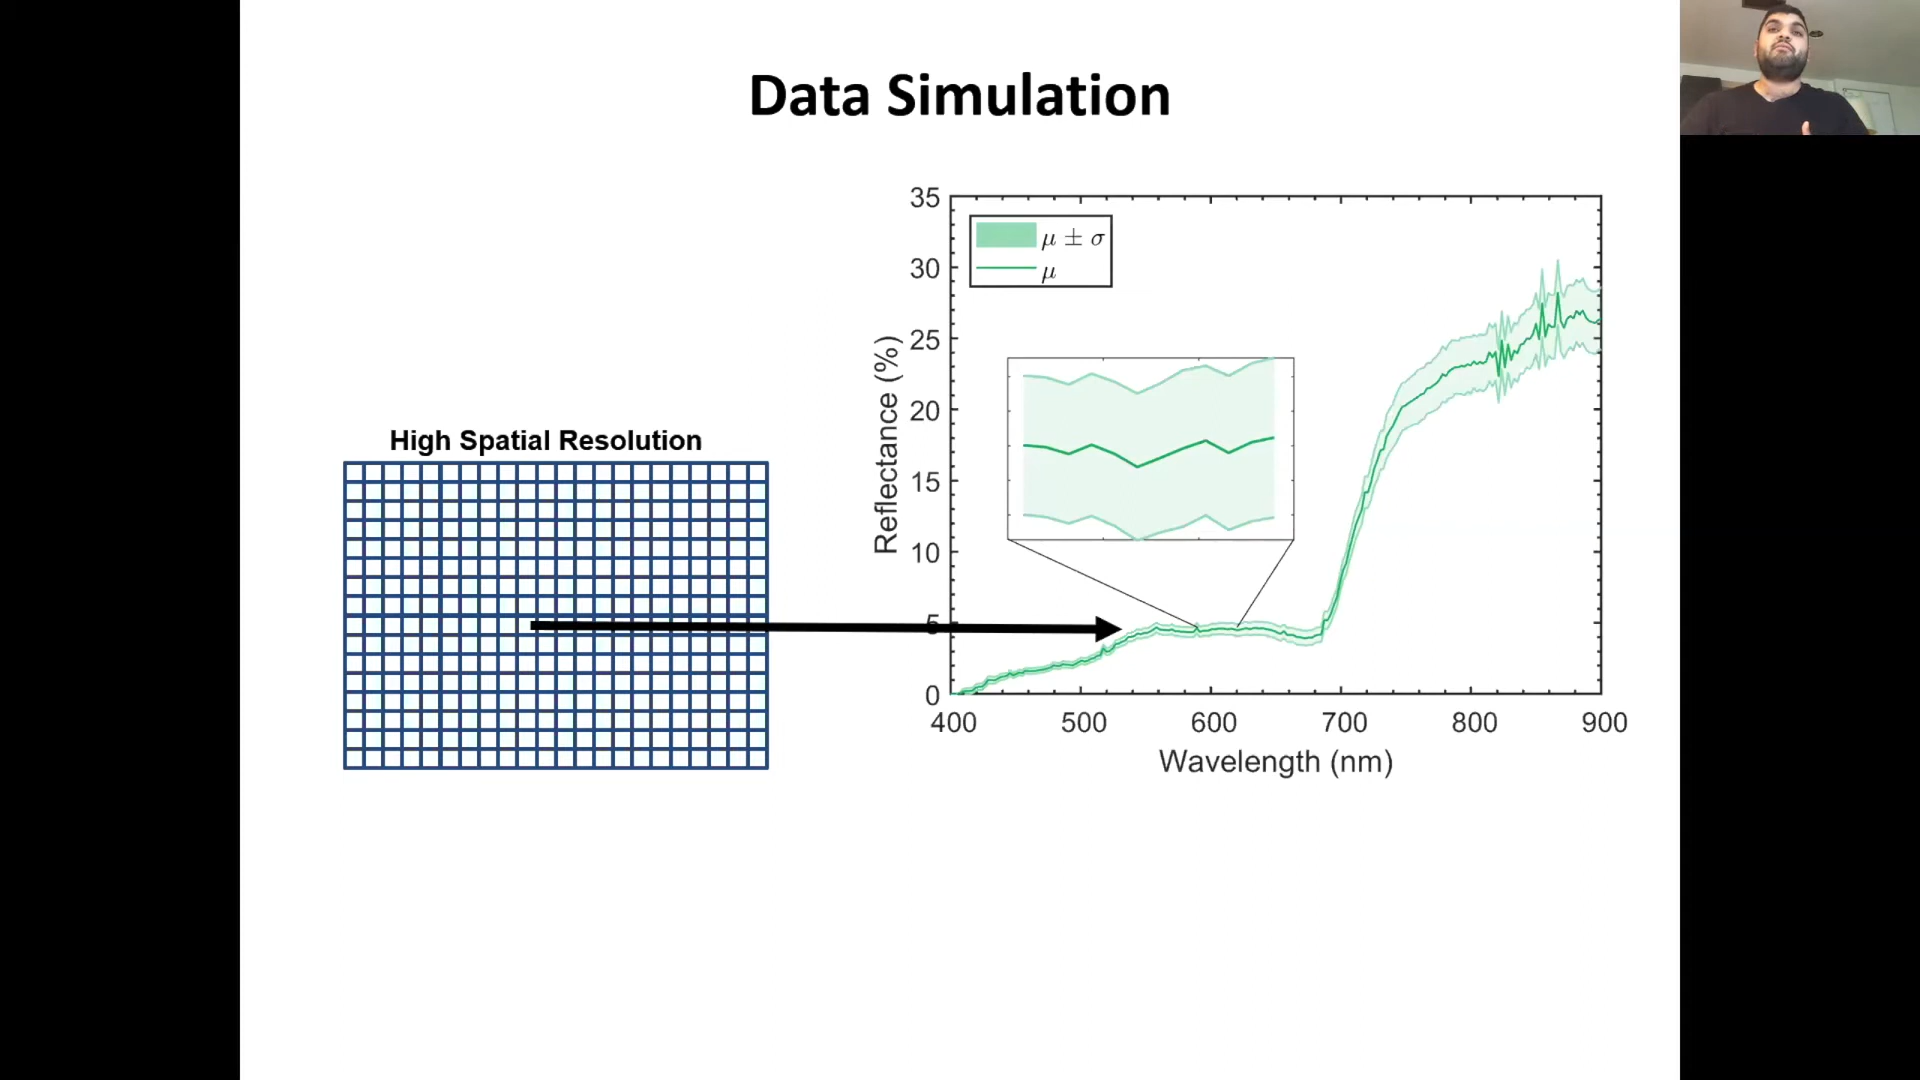 Data Simulation
High Spatial Resolution
μ ± σ
μ
Reflectance (%)
35
30
25
20
15
10
5
0
400 500 600 700 800 900
Wavelength (nm)